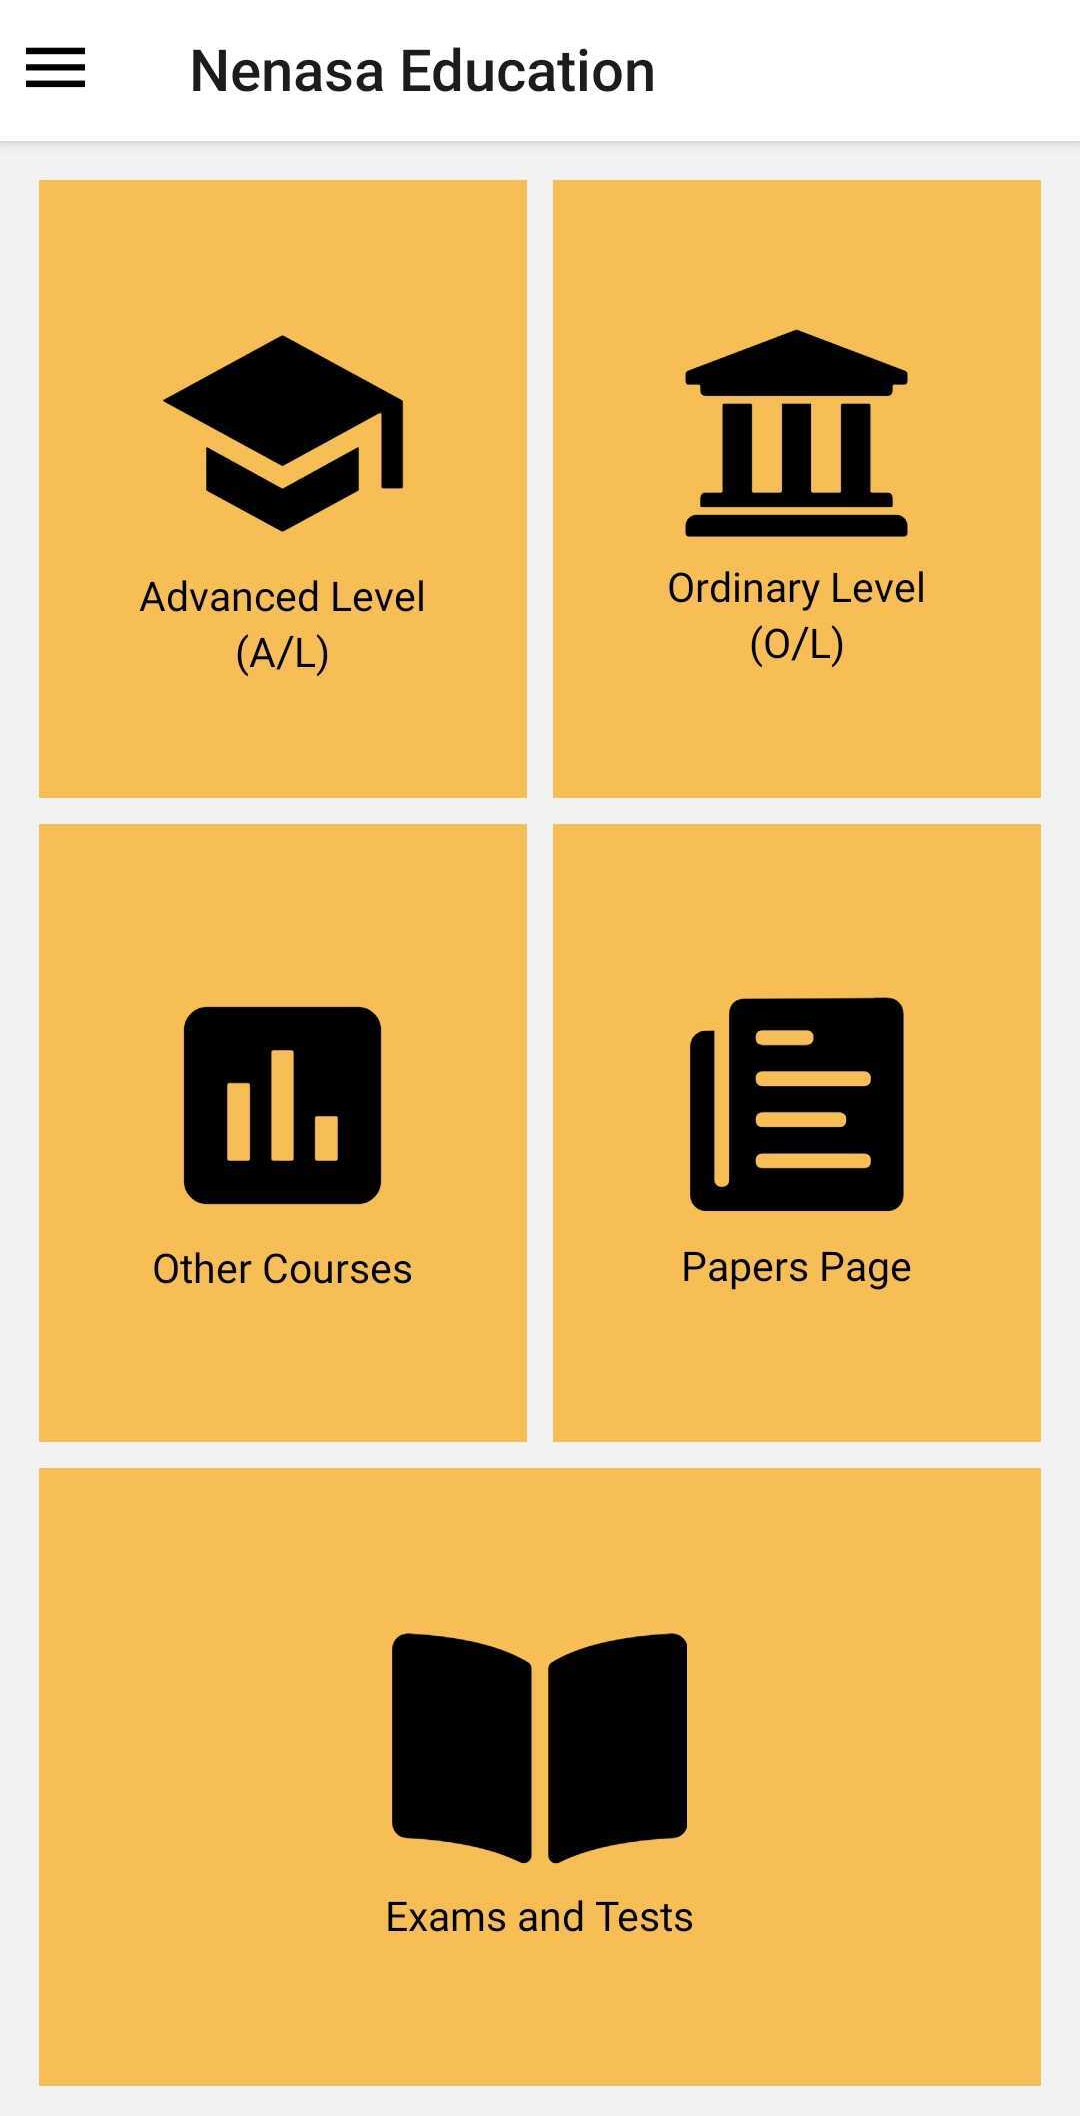 Nenasa Education
Advanced Level
(A/L)
Ordinary Level
(O/L)
Other Courses
Papers Page
Exams and Tests